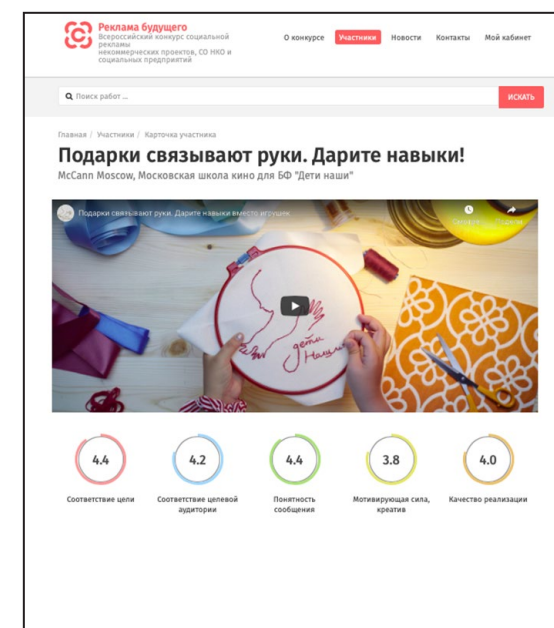 Реклама будущего
Всероссийский конкурс социальной
рекламы
некоммерческих проектов, СО НКО и
социальных предприятий
О конкурсе Участники Новости Контакты Мой кабинет
Поиск работ ...
ИСКАТЬ
Главная / Участники / Карточка участника
Подарки связывают руки. Дарите навыки!
McCann Moscow, Московская школа кино для БФ "Дети наши"
Подарки связывают руки. Дарите навыки вместо игрушек
дети
Наши
4.4 4.2 4.4 3.8 4.0
Соответствие цели
Соответствие целевой
аудитории
Понятность
сообщения
Мотивирующая сила,
креатив
Качество реализации